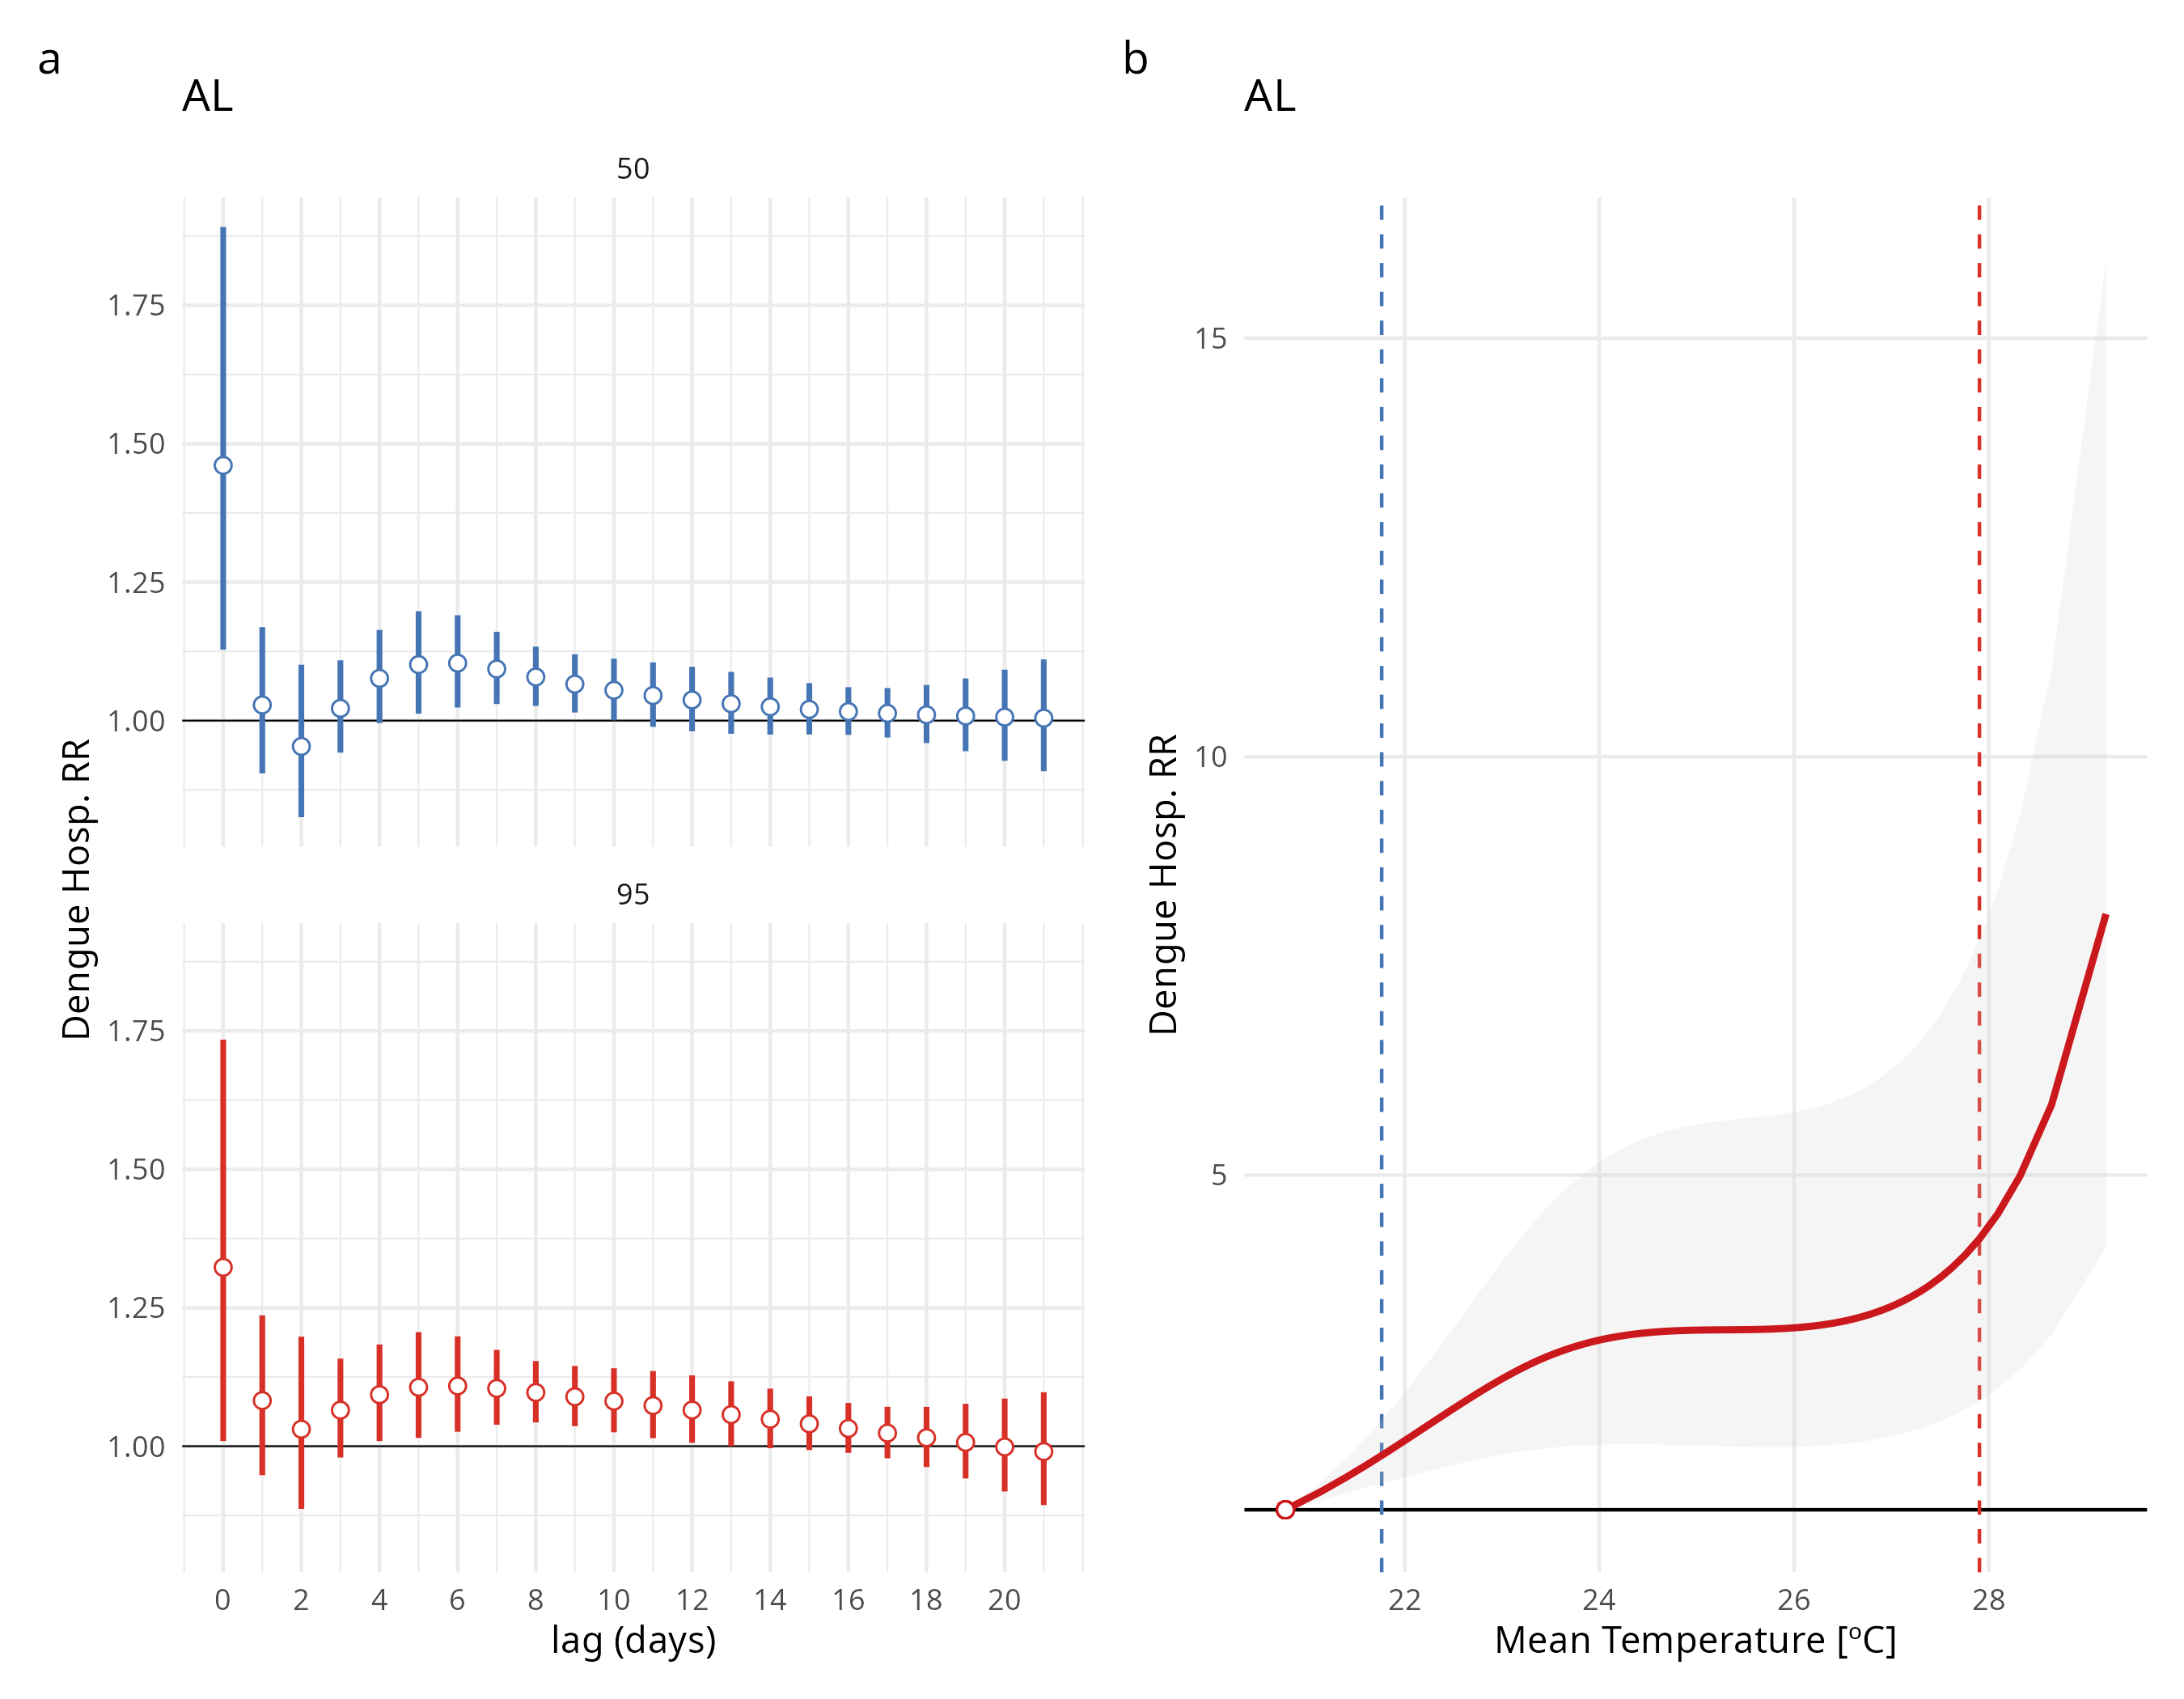 a
AL
50
1.75
1.50
1.25
1.00
95
1.75
1.50
1.25
1.00
Dengue Hosp. RR
0 2 4 6 8 10 12 14 16 18 20
lag (days)
b
AL
15
10
5
Dengue Hosp. RR
22 24 26 28
Mean Temperature [ºC]